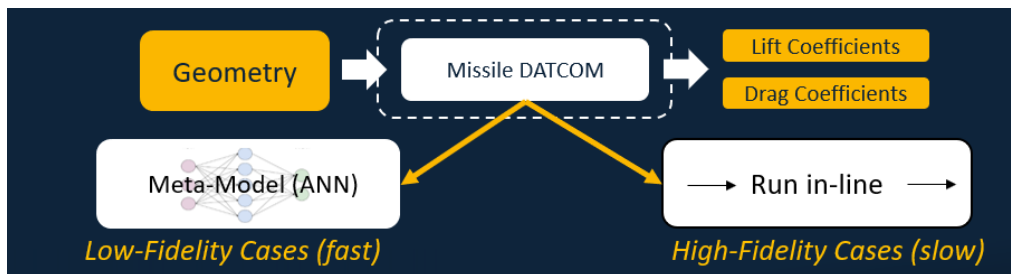 Geometry
Missile DATCOM
Lift Coefficients
Drag Coefficients
Meta-Model (ANN)
Run in-line
Low-Fidelity Cases (fast)
High-Fidelity Cases (slow)